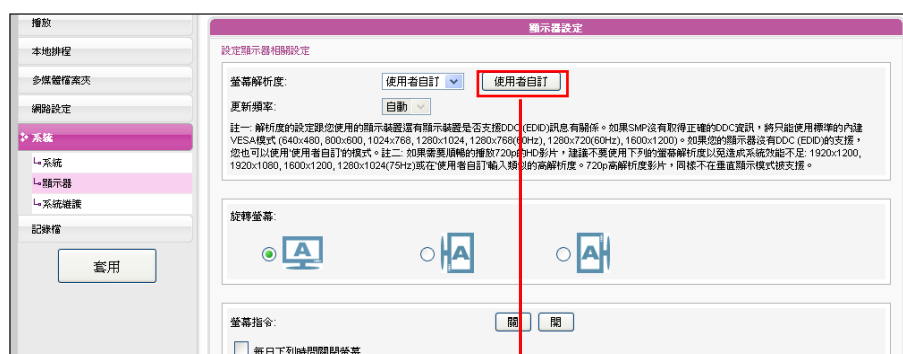 播放
本地排程
多媒體檔案夾
網路設定
系統
系統
顯示器
系統維護
記錄檔
套用
顯示器設定
設定顯示器相關設定
螢幕解析度: 使用者自訂 使用者自訂
更新頻率: 自動
註一: 解析度的設定跟您使用的顯示裝置還有顯示裝置是否支援DDC (EDID)訊息有關係。如果SMP沒有取得正確的DDC資訊，將只能使用標準的內建
VESA模式 (640x480, 800x600, 1024x768, 1280x1024, 1280x768(60Hz), 1280x720(60Hz), 1600x1200)。如果您的顯示器沒有DDC (EDID)的支援，
您也可以使用'使用者自訂'的模式。註二: 如果需要順暢的播放720p的HD影片，建議不要使用下列的螢幕解析度以免造成系統效能不足: 1920x1200,
1920x1080, 1600x1200, 1280x1024(75Hz)或在'使用者自訂'輸入類似的高解析度。720p高解析度影片，同樣不在垂直顯示模式被支援。
旋轉螢幕:
A A A
螢幕指令: 關 開
每日下列時間關閉螢幕